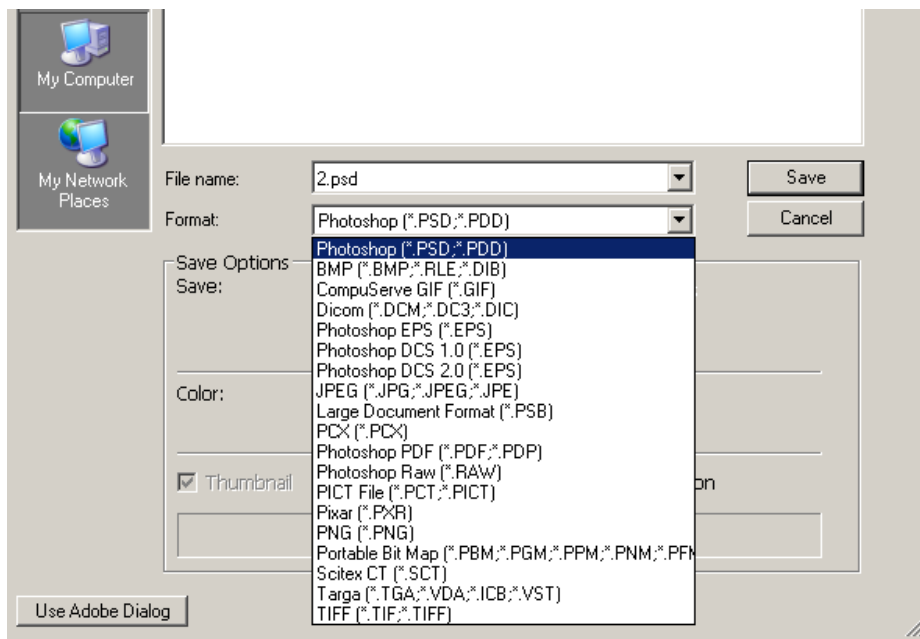 My Computer
My Network
Places
File name:
2.psd
Save
Format:
Photoshop (*.PSD;*.PDD)
Cancel
Photoshop (*.PSD;*.PDD)
Save Options
BMP (*.BMP;*.RLE;*.DIB)
Save:
CompuServe GIF (*.GIF)
Dicom (*.DCM;*.DC3;*.DIC)
Photoshop EPS (*.EPS)
Photoshop DCS 1.0 (*.EPS)
Photoshop DCS 2.0 (*.EPS)
Color:
JPEG (*.JPG;*.JPEG;*.JPE)
Large Document Format (*.PSB)
PCX (*.PCX)
Photoshop PDF (*.PDF;*.PDP)
Photoshop Raw (*.RAW)
Thumbnail
on
PICT File (*.PCT;*.PICT)
Pixar (*.PXR)
PNG (*.PNG)
Portable Bit Map (*.PBM;*.PGM;*.PPM;*.PNM;*.PFM
Scitex CT (*.SCT)
Targa (*.TGA;*.VDA;*.ICB;*.VST)
TIFF (*.TIF;*.TIFF)
Use Adobe Dialog